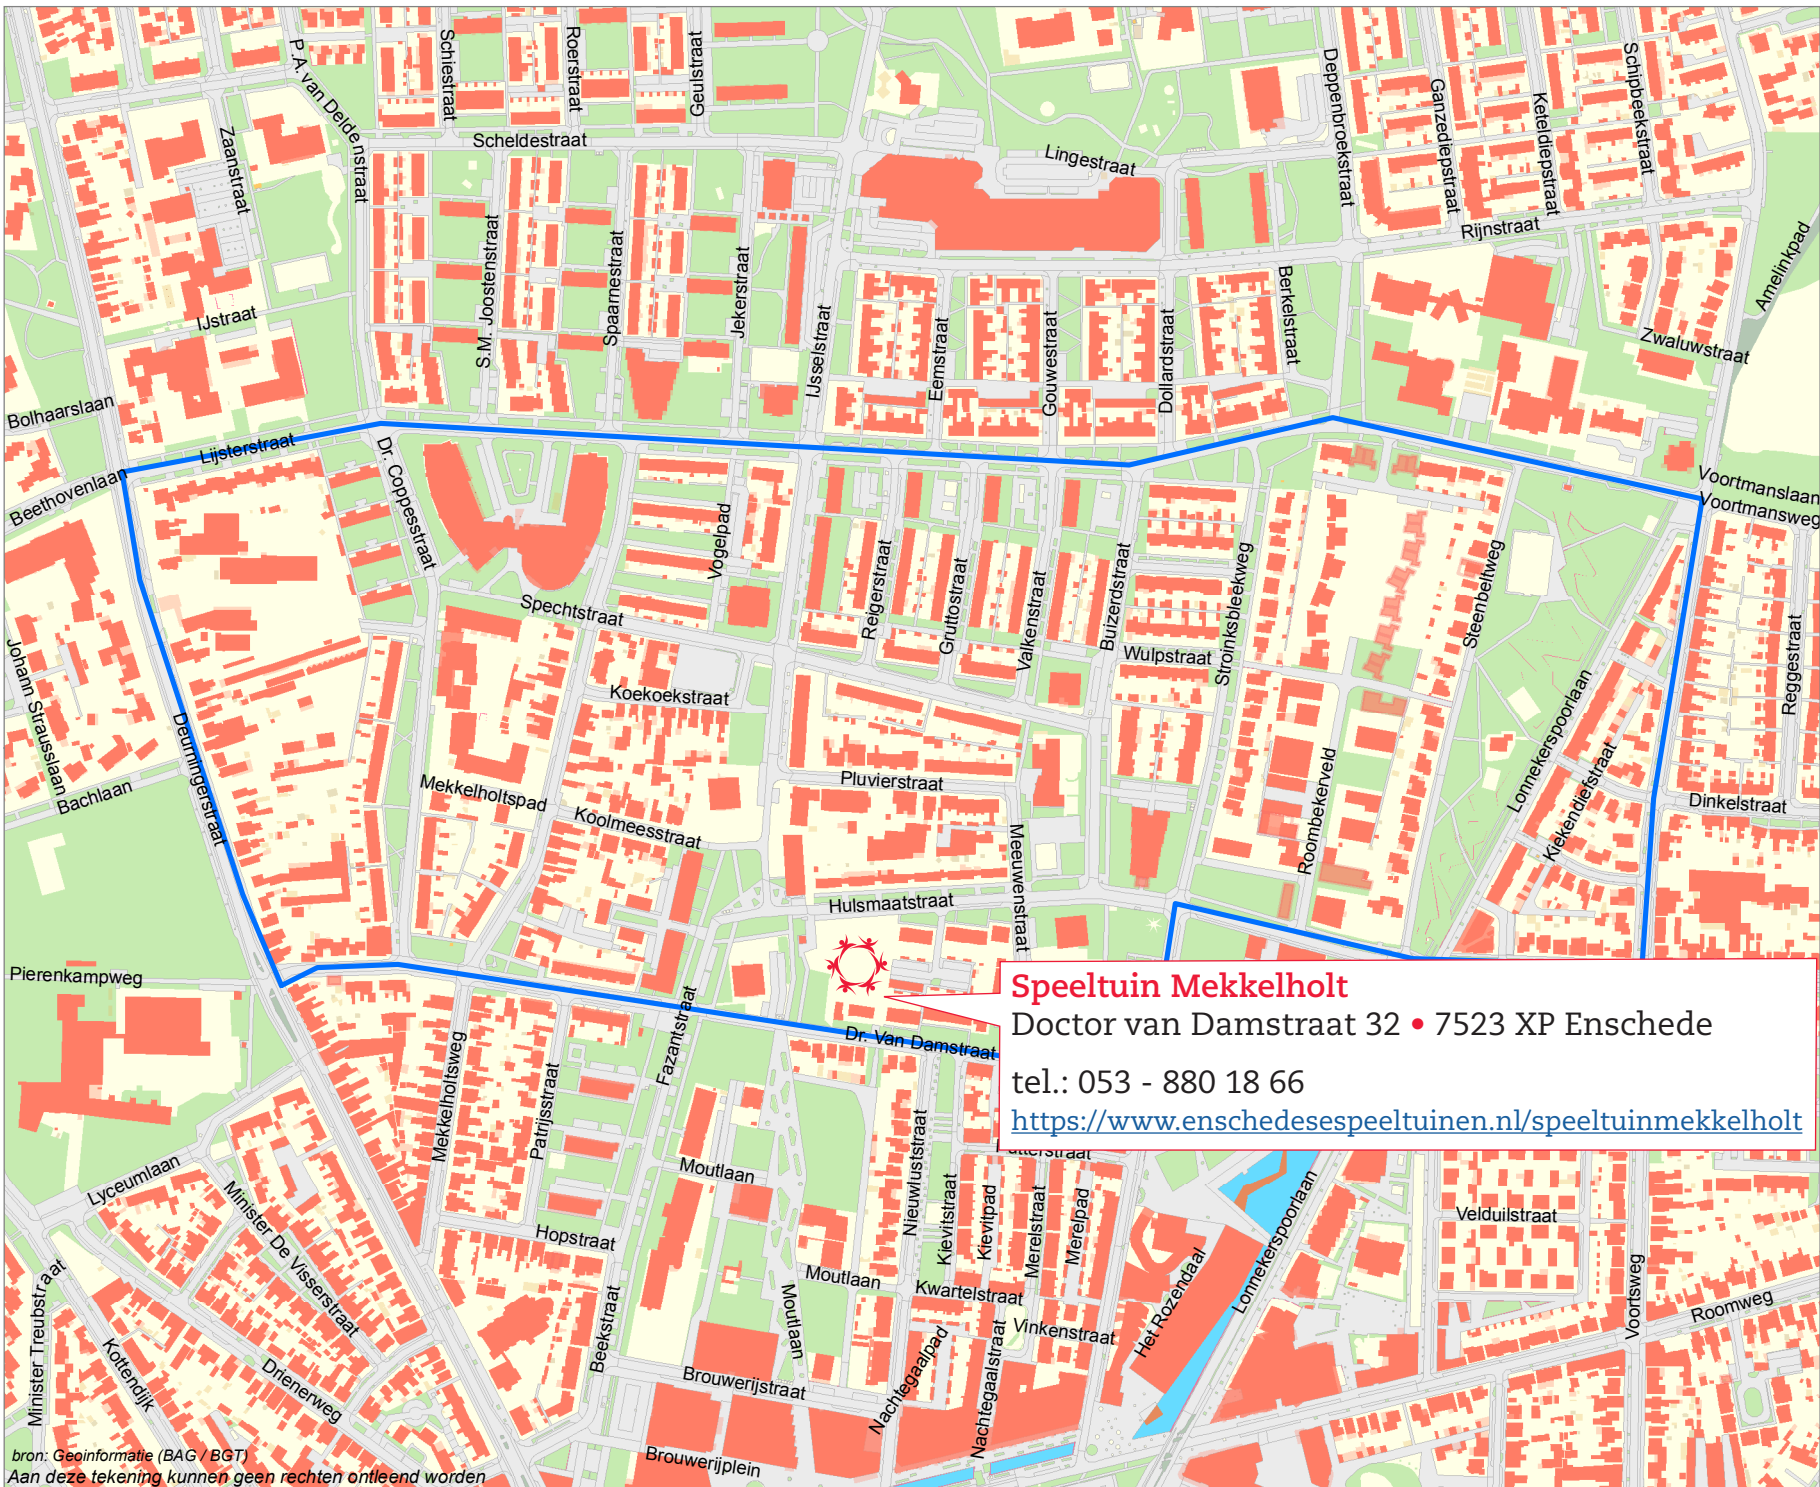 P.A. van Deldenstraat
Schiestraat
Roerstraat
Geulstraat
Deppenbroekstraat
Ganzediepstraat
Keteldiepstraat
Schipbeekstraat
Zaanstraat
Scheldestraat
Lingestraat
Rijnstraat
Amelinkpad
IJstraat
S.M. Joostenstraat
Spaarnestraat
Jekerstraat
IJsselstraat
Eemstraat
Gouwestraat
Dollardstraat
Berkelstraat
Zwaluwstraat
Bolhaarslaan
Lijsterstraat
Beethovenlaan
Dr. Coppesstraat
Vogelpad
Voortmanslaan
Voortmansweg
Spechtstraat
Reigerstraat
Gruttostraat
Valkenstraat
Buizerdstraat
Stroinksbleekweg
Steenbeltweg
Wulpstraat
Johann Strausslaan
Deurningerstraat
Koekoekstraat
Lonnekerspoorlaan
Reggestraat
Bachlaan
Mekkelholtspad
Koolmeesstraat
Pluvierstraat
Meeuwenstraat
Roombekerveld
Kiekendiefstraat
Dinkelstraat
Hulsmaatstraat
Pierenkampweg
Speeltuin Mekkelholt
Doctor van Damstraat 32 • 7523 XP Enschede
tel.: 053 - 880 18 66
https://www.enschedesespeeltuinen.nl/speeltuinmekkelholt
Fazantstraat
Dr. Van Damstraat
Mekkelholtsweg
Patrijsstraat
Lyceumlaan
Minister De Visserstraat
Moutlaan
Nieuwluststraat
Kievitstraat
Kievitpad
Merelstraat
Merelpad
Het Rozendaal
Lonnekerspoorlaan
Velduilstraat
Hopstraat
Moutlaan
Moutlaan
Kwartelstraat
Vinkenstraat
Voortsweg
Roomweg
Minister Treubstraat
Kottendijk
Drienerweg
Beekstraat
Brouwerijstraat
Nachtegaalpad
Nachtegaalstraat
Brouwerijplein
bron: Geoinformatie (BAG / BGT)
Aan deze tekening kunnen geen rechten ontleend worden